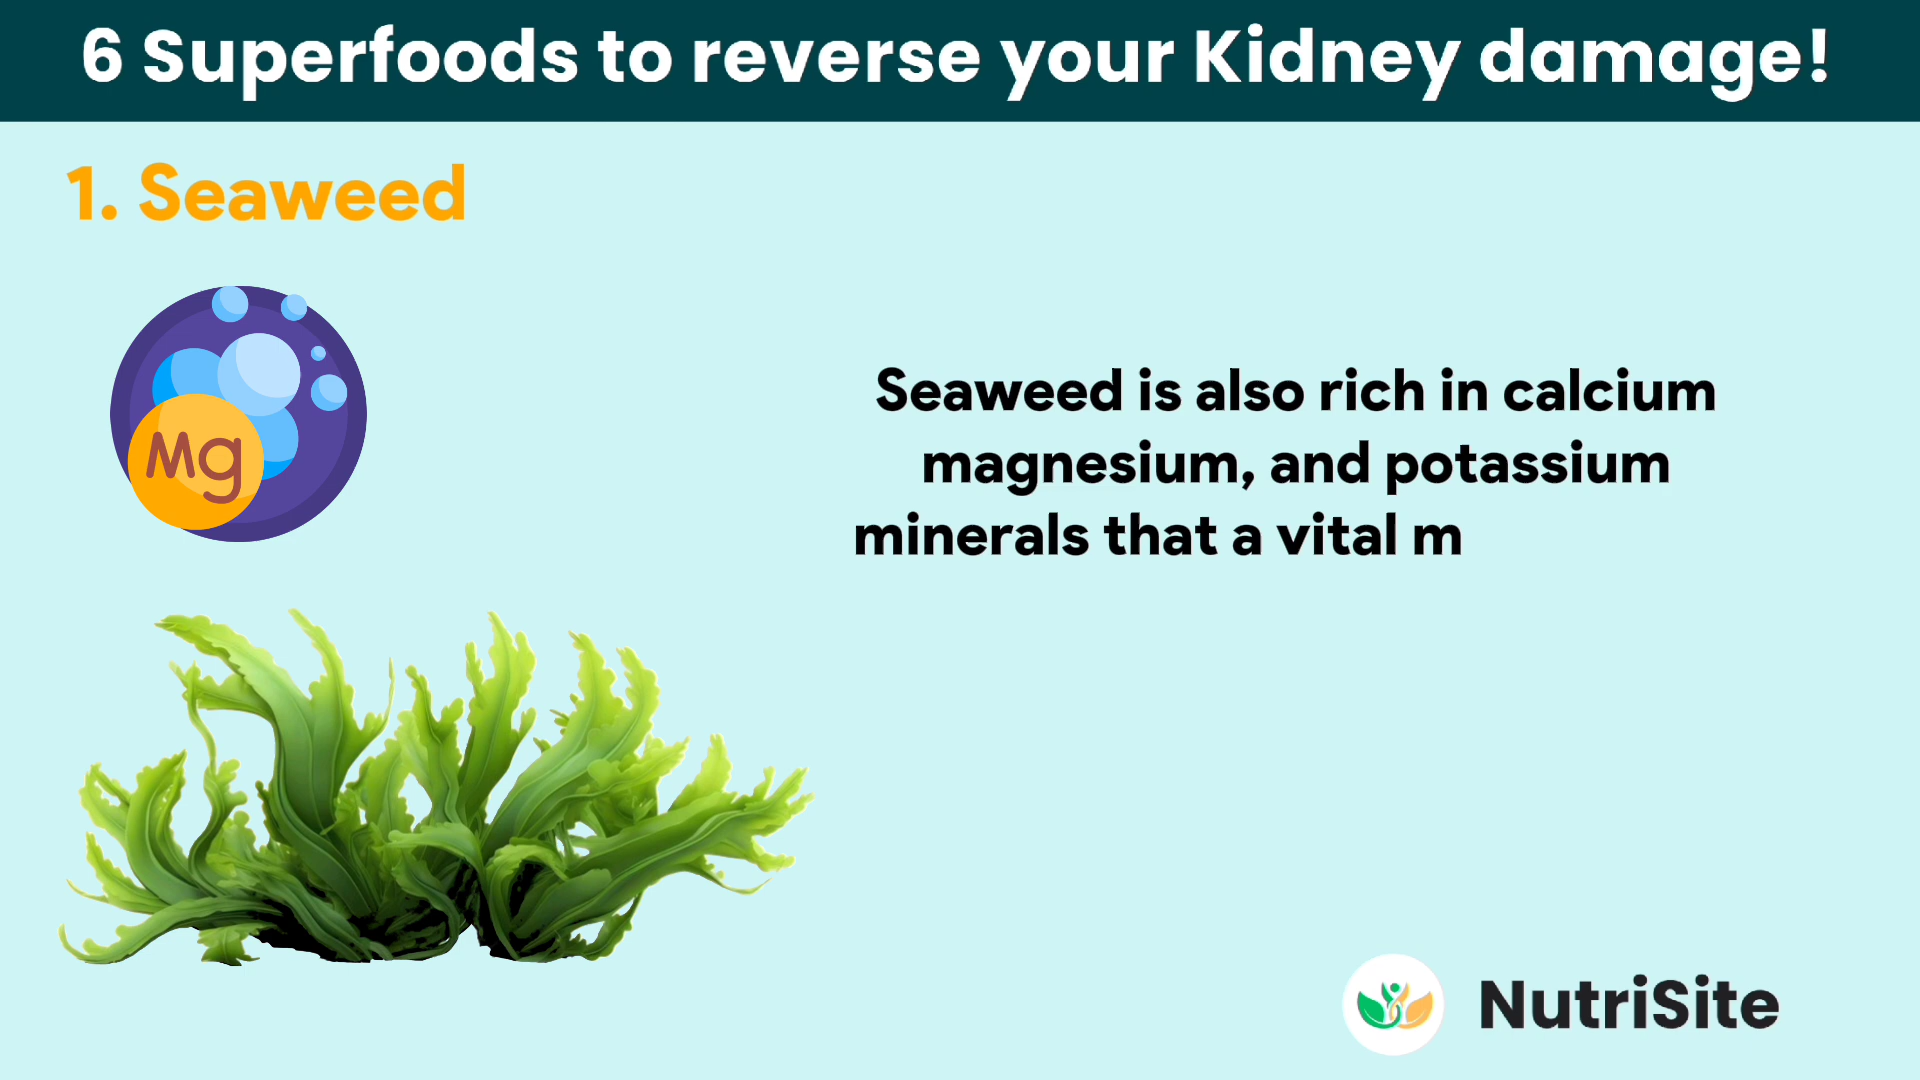 6 Superfoods to reverse your Kidney damage!
1. Seaweed
Mg
Seaweed is also rich in calcium
magnesium, and potassium
minerals that a vital m
NutriSite